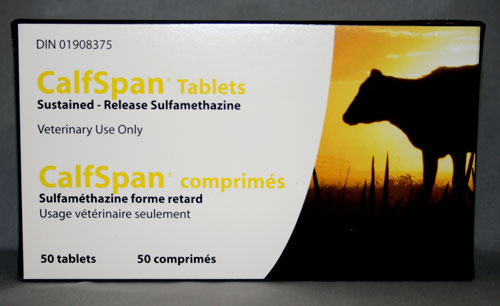 DIN 01908375
CalfSpan® Tablets
Sustained - Release Sulfamethazine
Veterinary Use Only
CalfSpan® comprimés
Sulfaméthazine forme retard
Usage vétérinaire seulement
50 tablets 50 comprimés